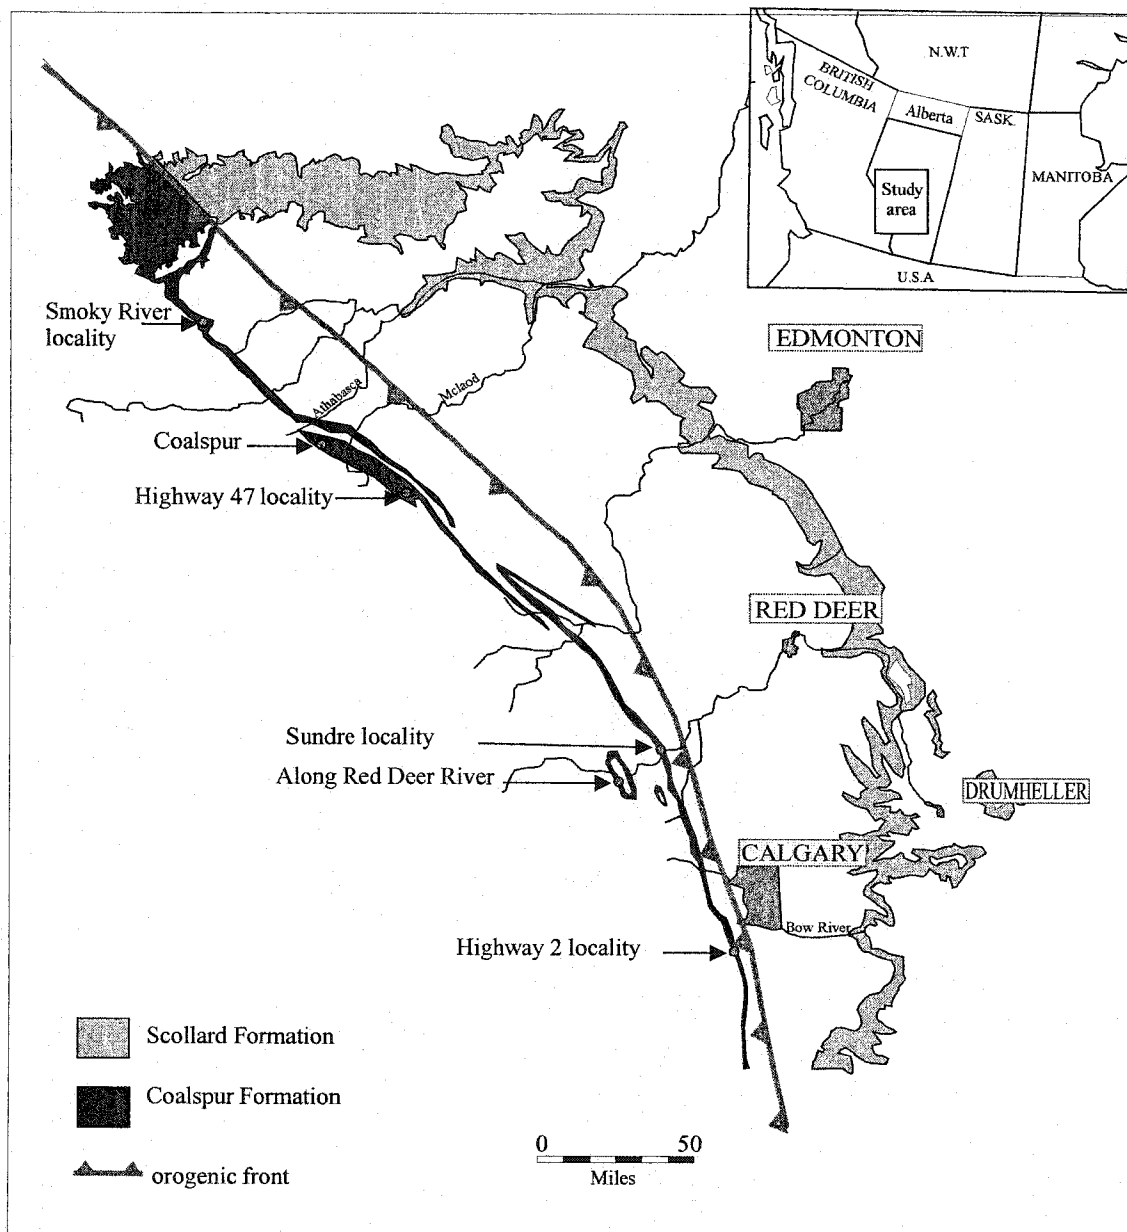 N.W.T
BRITISH
COLUMBIA
Alberta
SASK.
MANITOBA
Study
area
U.S.A
Smoky River
locality
EDMONTON
Athabasca
Mclaod
Coalspur
Highway 47 locality
RED DEER
Sundre locality
Along Red Deer River
DRUMHELLER
CALGARY
Bow River
Highway 2 locality
Scollard Formation
Coalspur Formation
orogenic front
0 50
Miles